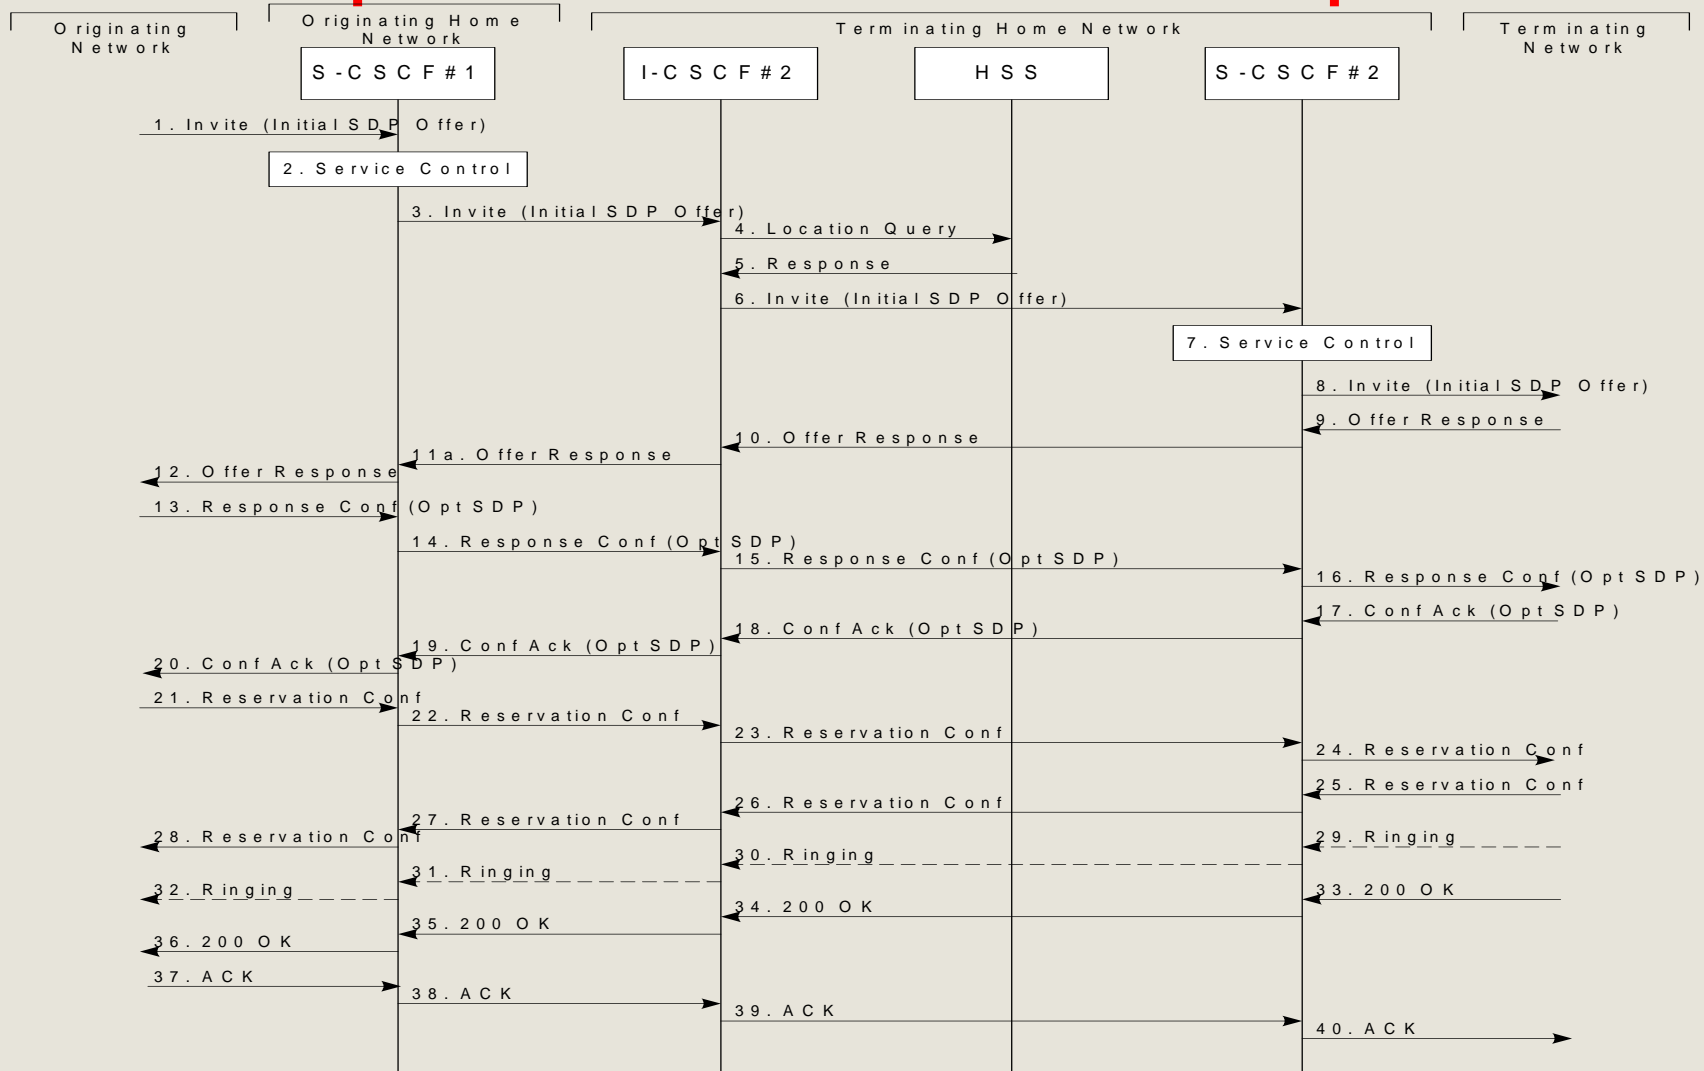 Originating
Network
Originating Home
Network
Terminating Home Network
Terminating
Network
S-CSCF#1
I-CSCF#2
HSS
S-CSCF#2
1. Invite (Initial SDP Offer)
2. Service Control
3. Invite (Initial SDP Offer)
4. Location Query
5. Response
6. Invite (Initial SDP Offer)
7. Service Control
8. Invite (Initial SDP Offer)
9. Offer Response
10. Offer Response
11a. Offer Response
12. Offer Response
13. Response Conf (Opt SDP)
14. Response Conf (Opt SDP)
15. Response Conf (Opt SDP)
16. Response Conf (Opt SDP)
17. Conf Ack (Opt SDP)
18. Conf Ack (Opt SDP)
19. Conf Ack (Opt SDP)
20. Conf Ack (Opt SDP)
21. Reservation Conf
22. Reservation Conf
23. Reservation Conf
24. Reservation Conf
25. Reservation Conf
26. Reservation Conf
27. Reservation Conf
28. Reservation Conf
29. Ringing
30. Ringing
31. Ringing
32. Ringing
33. 200 OK
34. 200 OK
35. 200 OK
36. 200 OK
37. ACK
38. ACK
39. ACK
40. ACK